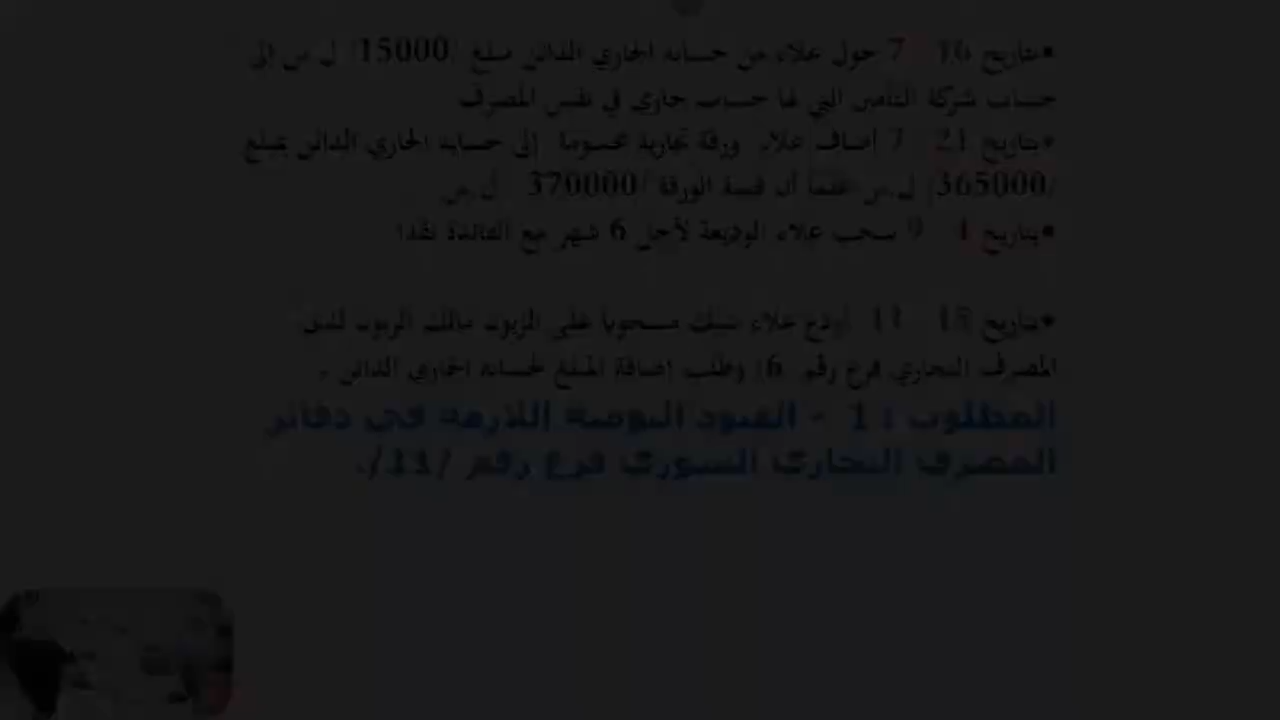 •بتاريخ 16 7 حول علاء من حسابه الجاري الدائن مبلغ /15000/ ل س إلى
حساب شركة التأمين التي لها حساب جاري في نفس المصرف
•بتاريخ 21 7 أضاف علاء ورقة تجارية مخصومة إلى حسابه الجاري الدائن بمبلغ
/365000/ ل.س علماً أن قيمة الورقة /370000/ ل.س
•بتاريخ 1 9 سحب علاء الوديعة لأجل 6 شهر مع الفائدة نقدا
•بتاريخ 15 11 أودع علاء شيك مسحوبا على الزبون مالك الزبون لدى
المصرف التجاري فرع رقم /6/ وطلب إضافة المبلغ لحسابه الجاري الدائن .
المطلوب : 1 - القيود اليومية اللازمة في دفاتر
المصرف التجاري السوري فرع رقم /11/.